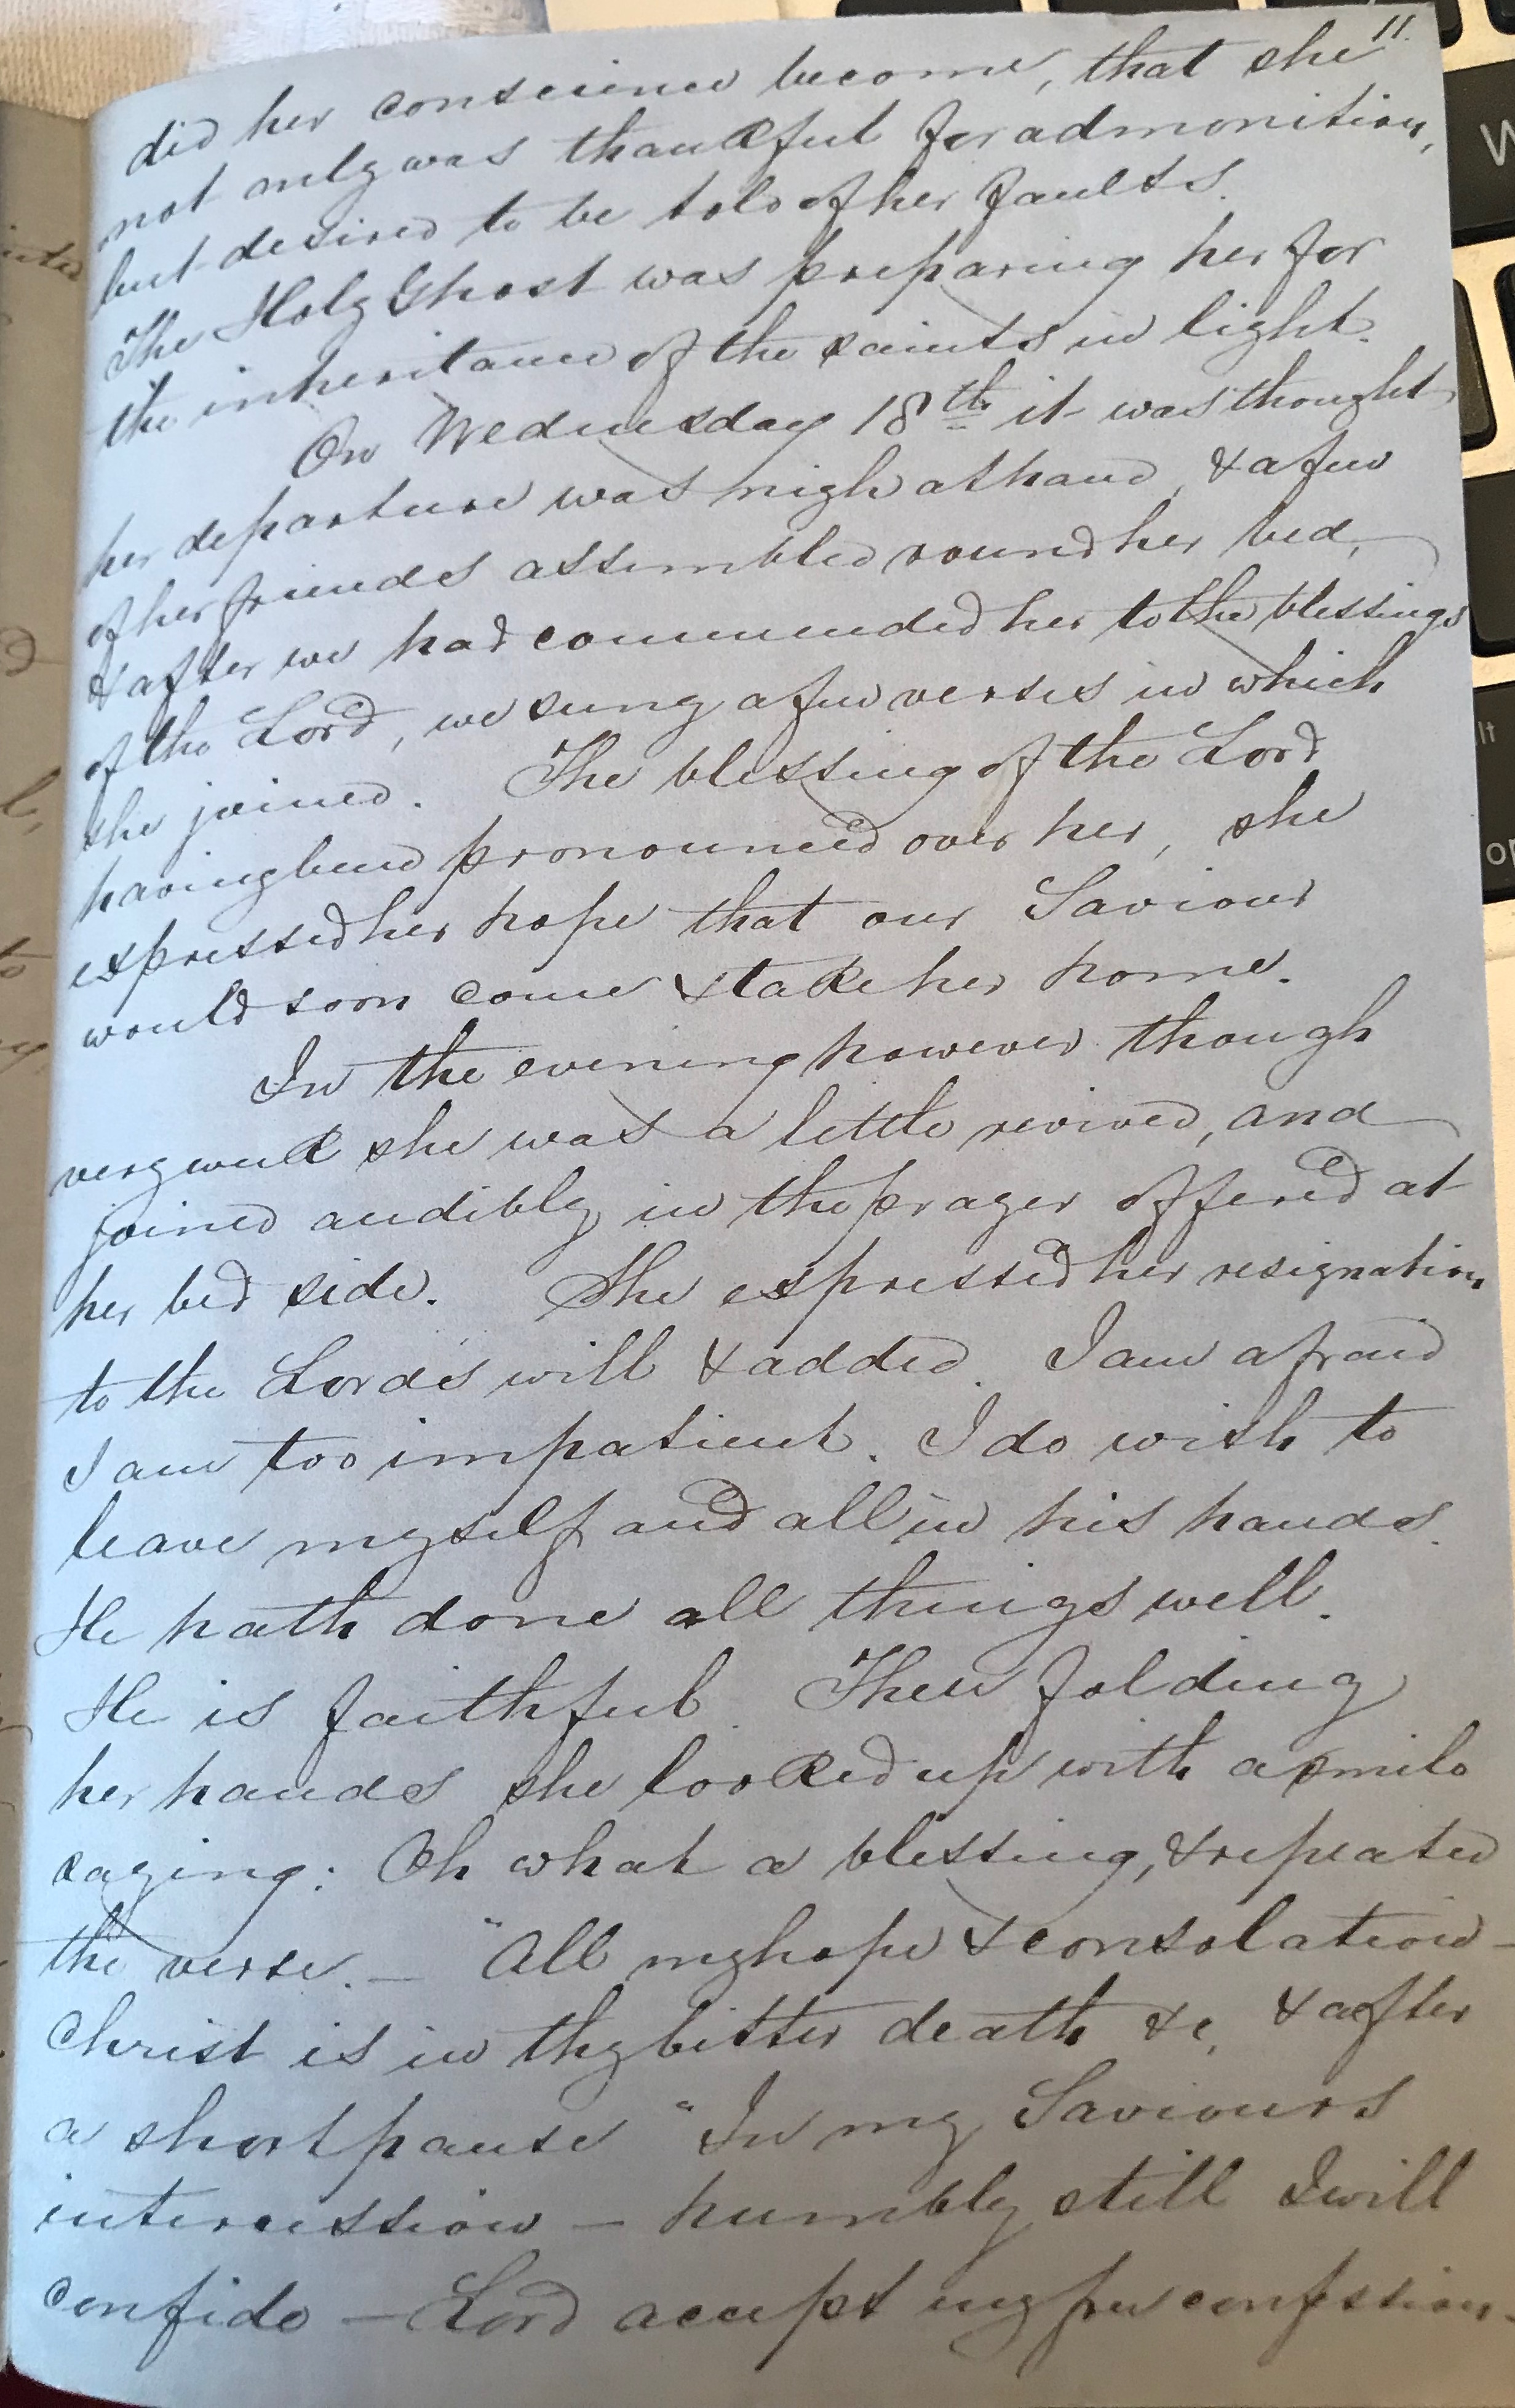 11.
did her conscience become, that she
not only was thankful for admonition,
but desired to be told of her faults.
The Holy Ghost was preparing her for
the inheritance of the saints in light.
On Wednesday 18th it was thought
her departure was nigh at hand, & a few
of her friends assembled round her bed,
& after we had commended her to the blessings
of the Lord, we sung a few verses in which
she joined. The blessing of the Lord
having been pronounced over her, she
expressed her hope that our Saviour
would soon come & take her home.
In the evening however though
very weak she was a little revived, and
joined audibly in the prayer offered at
her bed side. She expressed her resignation
to the Lord's will & added. I am afraid
I am too impatient. I do wish to
leave myself and all in his hands.
He hath done all things well.
He is faithful. Then folding
her hands she looked up with a smile
saying: Oh what a blessing, & repeated
the verse. — "All my hope & consolation —
Christ is in thy bitter death &c, & after
a short pause "In my Saviours
intercession — humbly still I will
confide — Lord accept my free confession —
W
lt
op